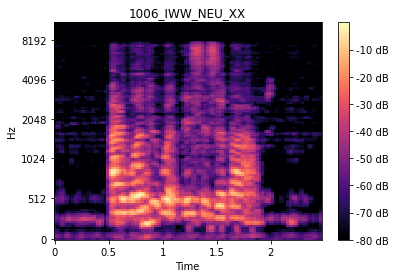 1006_IWW_NEU_XX
8192
4096
2048
1024
512
0
Hz
0
0.5
1
1.5
2
Time
-10 dB
-20 dB
-30 dB
-40 dB
-50 dB
-60 dB
-70 dB
-80 dB